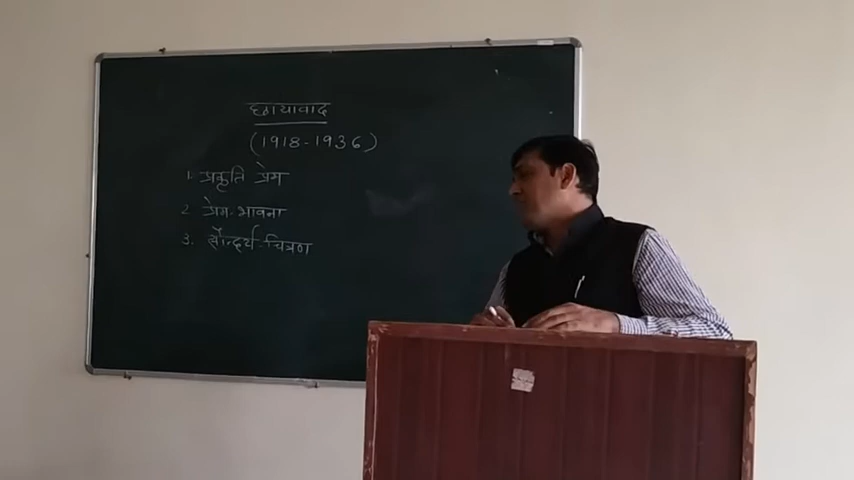 छायावाद
(1918-1936)
1. प्रकृति प्रेम
2 प्रेम-भावना
3. सौन्दर्य-चित्रण